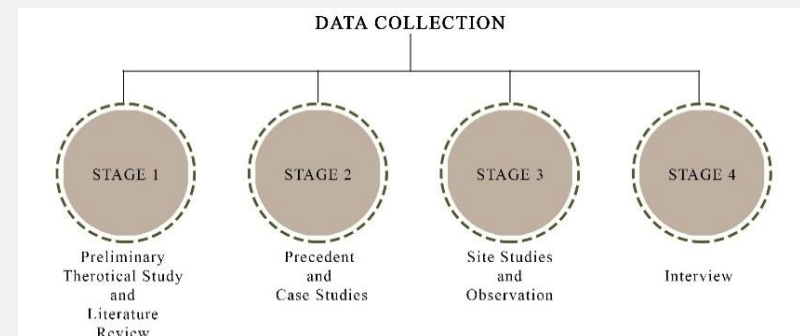 DATA COLLECTION
STAGE 1
STAGE 2
STAGE 3
STAGE 4
Preliminary
Therotical Study
and
Literature
Review
Precedent
and
Case Studies
Site Studies
and
Observation
Interview